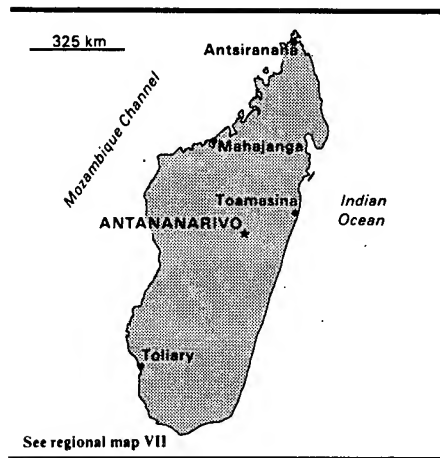 325 km
Antsiranana
Mozambique Channel
Mahajanga
Toamasina
Indian
Ocean
ANTANANARIVO
Toliary
See regional map VII